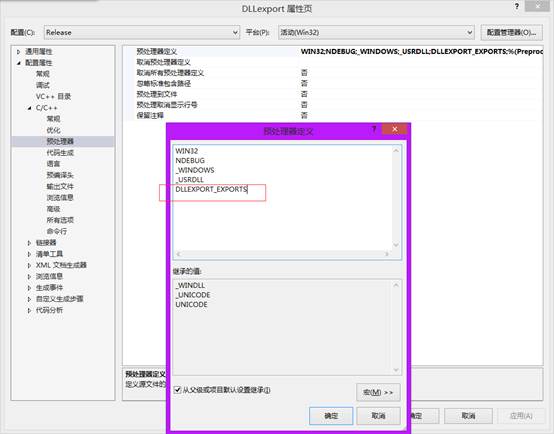 DLLexport 属性页
配置(C): Release
平台(P): 活动(Win32)
配置管理器(O)...
通用属性
配置属性
常规
调试
VC++ 目录
C/C++
常规
优化
预处理器
代码生成
语言
预编译头
输出文件
浏览信息
高级
所有选项
命令行
链接器
清单工具
XML 文档生成器
浏览信息
生成事件
自定义生成步骤
代码分析
预处理器定义 WIN32;NDEBUG;_WINDOWS;_USRDLL;DLLEXPORT_EXPORTS;%(Preproc
取消预处理器定义
取消所有预处理器定义 否
忽略标准包含路径 否
预处理到文件 否
预处理取消显示行号 否
保留注释 否
预处理器定义
WIN32
NDEBUG
_WINDOWS
_USRDLL
DLLEXPORT_EXPORTS
继承的值:
_WINDLL
_UNICODE
UNICODE
从父级或项目默认设置继承(I)
宏(M) >>
确定
取消
预处理器定义
定义源文件的
确定
取消
应用(A)